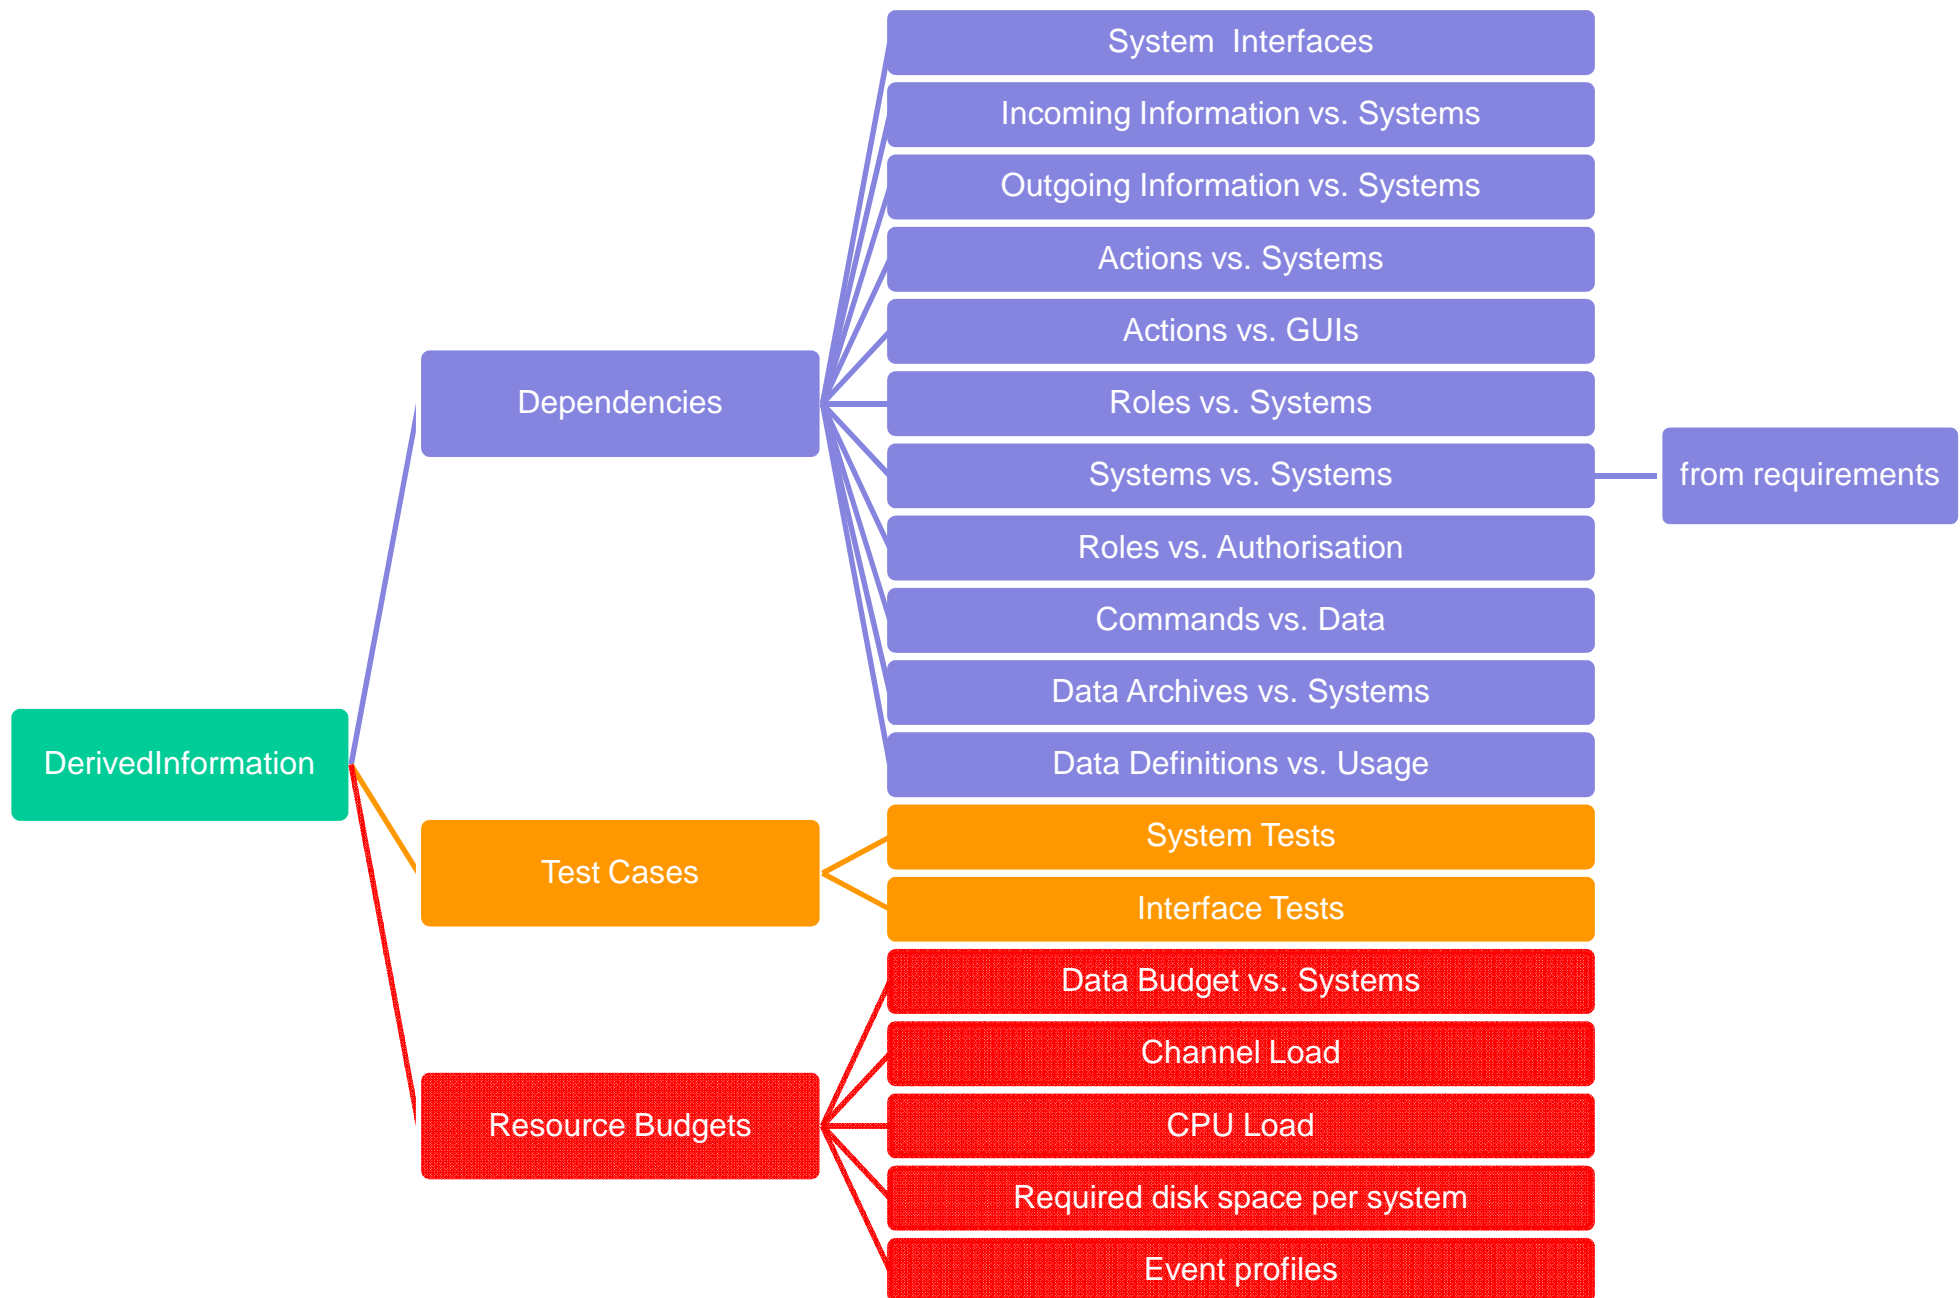 System  Interfaces
Incoming Information vs. Systems
Outgoing Information vs. Systems
Actions vs. Systems
Actions vs. GUIs
Dependencies
Roles vs. Systems
Systems vs. Systems
from requirements
Roles vs. Authorisation
Commands vs. Data
Data Archives vs. Systems
DerivedInformation
Data Definitions vs. Usage
System Tests
Test Cases
Interface Tests
Data Budget vs. Systems
Channel Load
Resource Budgets
CPU Load
Required disk space per system
Event profiles